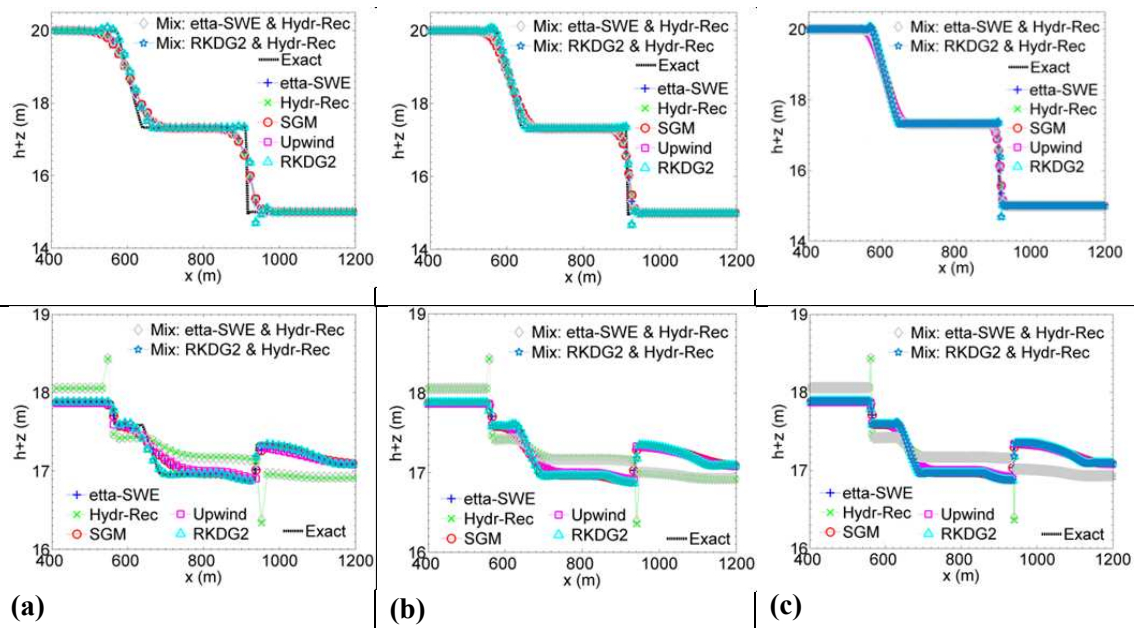 Mix: etta-SWE & Hydr-Rec
Mix: RKDG2 & Hydr-Rec
Exact
etta-SWE
Hydr-Rec
SGM
Upwind
RKDG2
h+z (m)
20
18
16
14
400 600 800 1000 1200
x (m)
Mix: etta-SWE & Hydr-Rec
Mix: RKDG2 & Hydr-Rec
Exact
etta-SWE
Hydr-Rec
SGM
Upwind
RKDG2
h+z (m)
20
18
16
14
400 600 800 1000 1200
x (m)
Mix: etta-SWE & Hydr-Rec
Mix: RKDG2 & Hydr-Rec
Exact
etta-SWE
Hydr-Rec
SGM
Upwind
RKDG2
h+z (m)
20
18
16
14
400 600 800 1000 1200
x (m)
Mix: etta-SWE & Hydr-Rec
Mix: RKDG2 & Hydr-Rec
h+z (m)
19
18
17
16
etta-SWE
Hydr-Rec Upwind
SGM RKDG2 Exact
400 600 800 1000 1200
x (m)
(a)
Mix: etta-SWE & Hydr-Rec
Mix: RKDG2 & Hydr-Rec
h+z (m)
19
18
17
16
etta-SWE
Hydr-Rec Upwind
SGM RKDG2 Exact
400 600 800 1000 1200
x (m)
(b)
Mix: etta-SWE & Hydr-Rec
Mix: RKDG2 & Hydr-Rec
h+z (m)
19
18
17
16
etta-SWE
Hydr-Rec Upwind
SGM RKDG2 Exact
400 600 800 1000 1200
x (m)
(c)